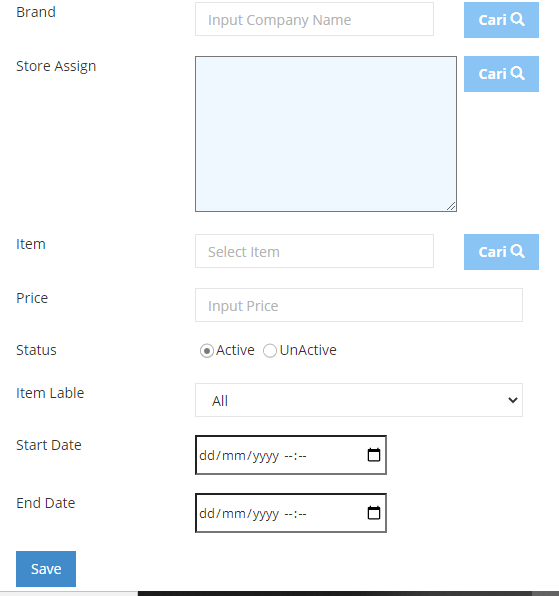 Brand Input Company Name Cari
Store Assign Cari
Item Select Item Cari
Price Input Price
Status Active UnActive
Item Lable All
Start Date dd/mm/yyyy --:--
End Date dd/mm/yyyy --:--
Save